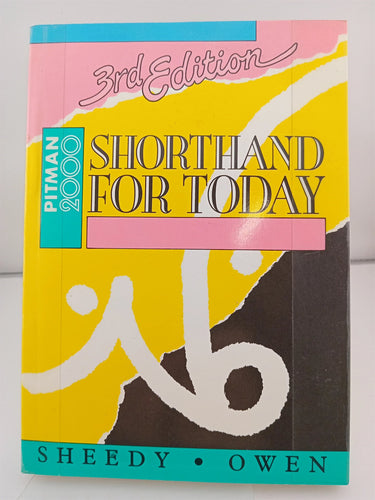 3rd Edition
PITMAN
2000
SHORTHAND
FOR TODAY
SHEEDY • OWEN